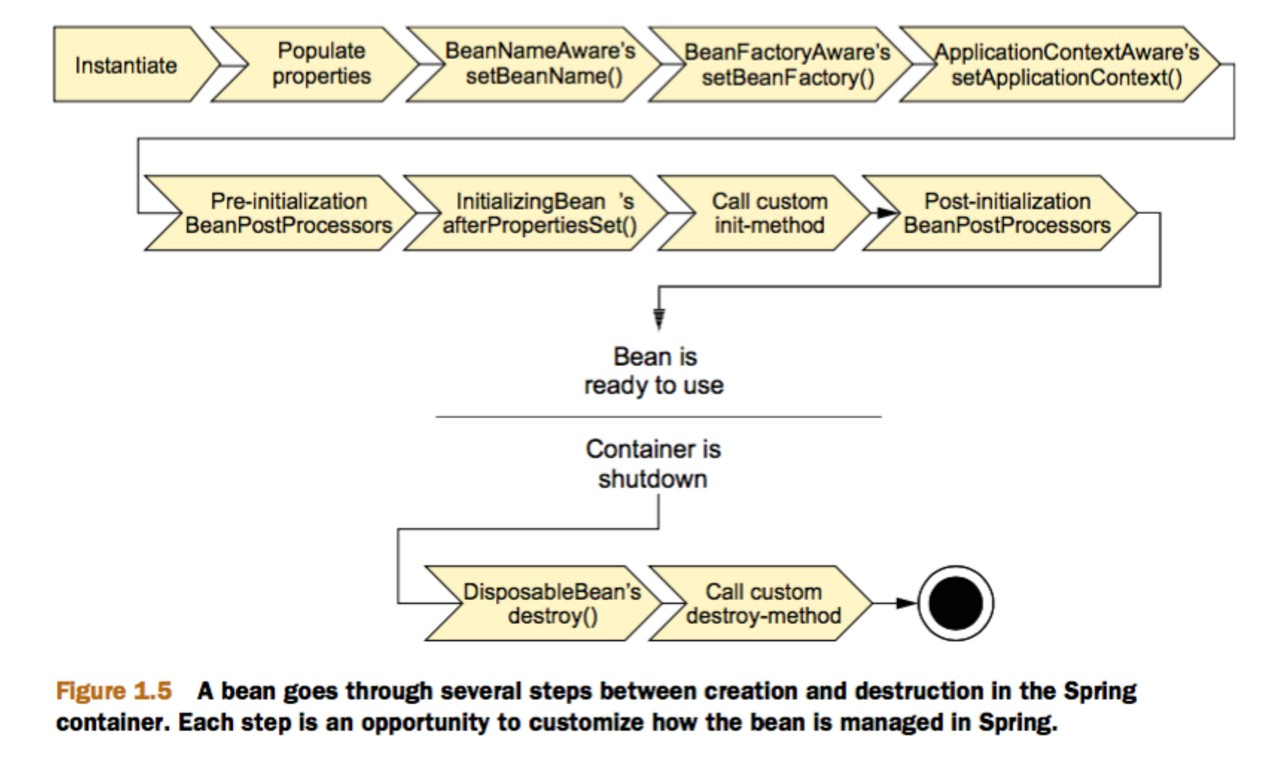 Instantiate
Populate
properties
BeanNameAware's
setBeanName()
BeanFactoryAware's
setBeanFactory()
ApplicationContextAware's
setApplicationContext()
Pre-initialization
BeanPostProcessors
InitializingBean 's
afterPropertiesSet()
Call custom
init-method
Post-initialization
BeanPostProcessors
Bean is
ready to use
Container is
shutdown
DisposableBean's
destroy()
Call custom
destroy-method
Figure 1.5 A bean goes through several steps between creation and destruction in the Spring
container. Each step is an opportunity to customize how the bean is managed in Spring.